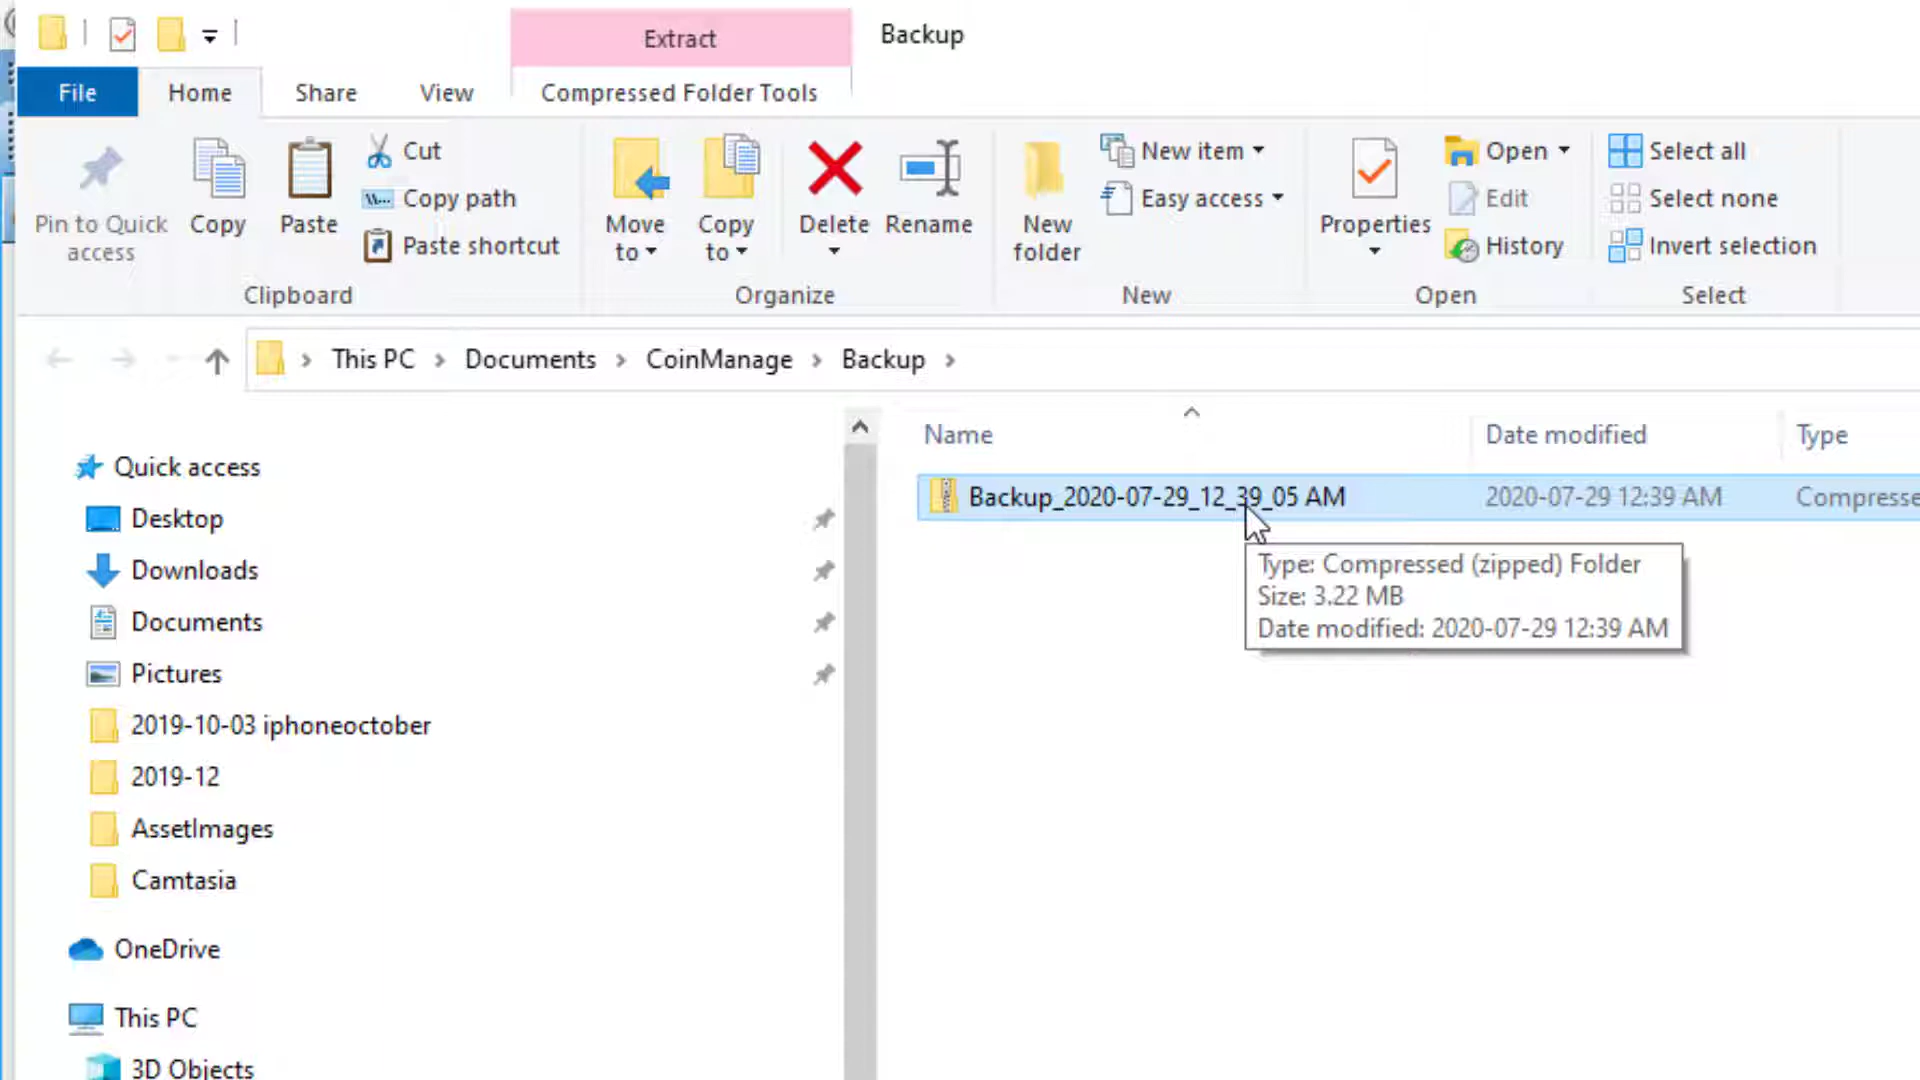 Extract
Backup
File
Home
Share
View
Compressed Folder Tools
Pin to Quick access
Copy
Paste
Cut
Copy path
Paste shortcut
Clipboard
Move to
Copy to
Delete
Rename
Organize
New folder
New item
Easy access
New
Properties
Open
Edit
History
Open
Select all
Select none
Invert selection
Select
This PC
Documents
CoinManage
Backup
Name
Date modified
Type
Backup_2020-07-29_12_39_05 AM
2020-07-29 12:39 AM
Compresse
Type: Compressed (zipped) Folder
Size: 3.22 MB
Date modified: 2020-07-29 12:39 AM
Quick access
Desktop
Downloads
Documents
Pictures
2019-10-03 iphoneoctober
2019-12
AssetImages
Camtasia
OneDrive
This PC
3D Objects